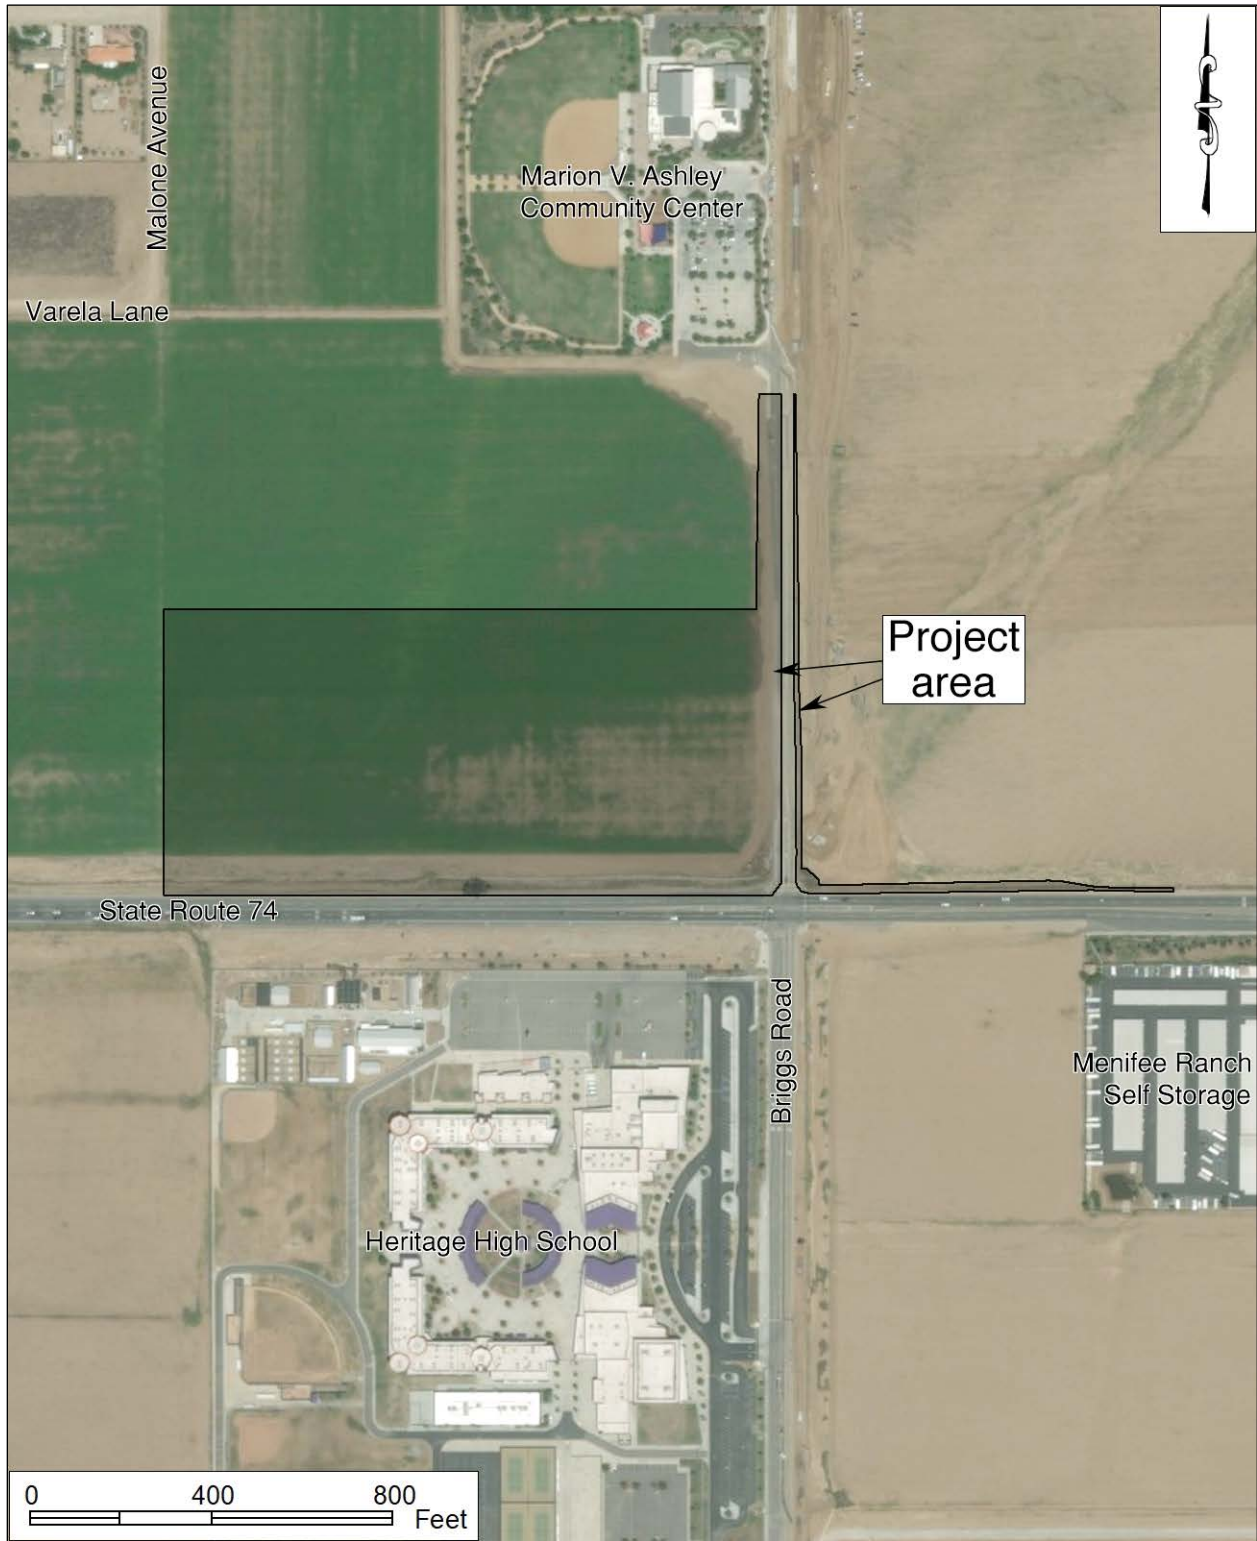 Malone Avenue
Marion V. Ashley
Community Center
Varela Lane
Project
area
State Route 74
Briggs Road
Menifee Ranch
Self Storage
Heritage High School
0 400 800
Feet